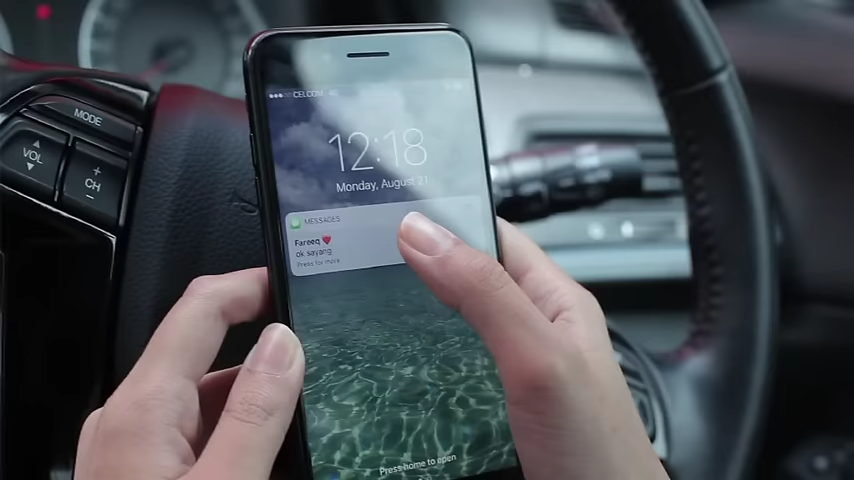 MODE
VOL
+
CH
-
CELCOM
12:18
Monday, August 21
MESSAGES
Fareeq❤️
ok sayang
Press for more
Press home to open